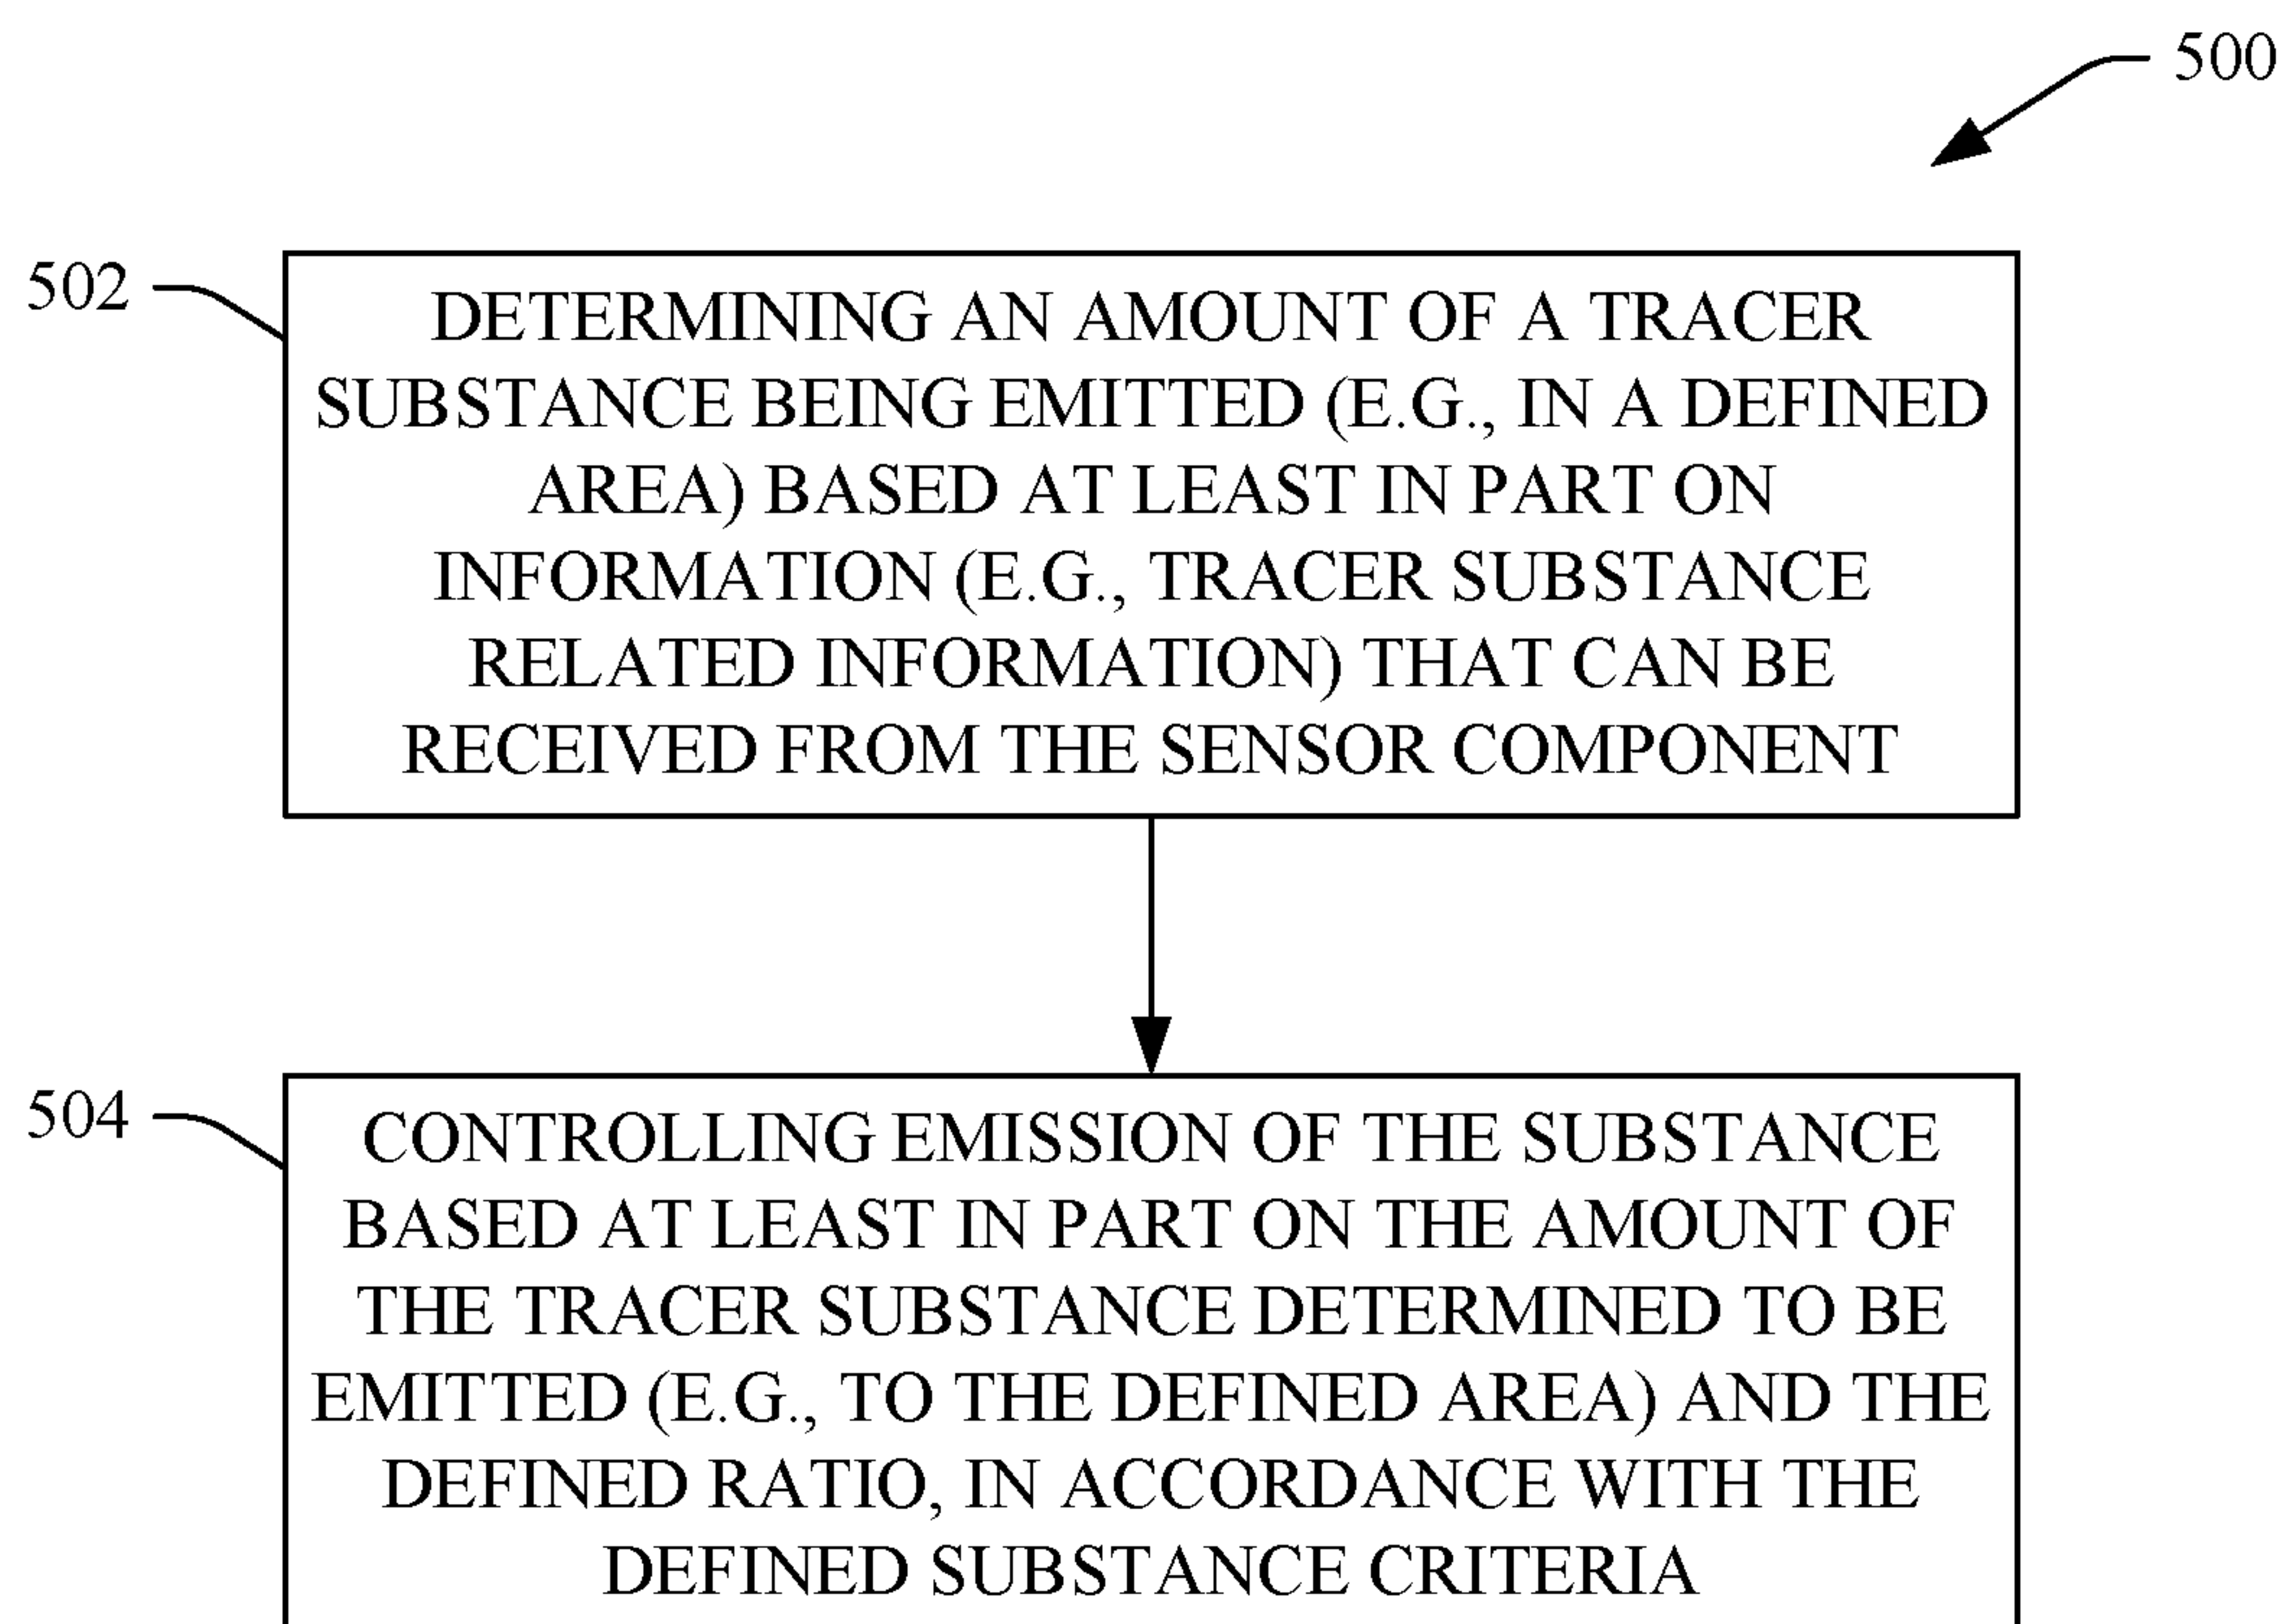 500
502
DETERMINING AN AMOUNT OF A TRACER
SUBSTANCE BEING EMITTED (E.G., IN A DEFINED
AREA) BASED AT LEAST IN PART ON
INFORMATION (E.G., TRACER SUBSTANCE
RELATED INFORMATION) THAT CAN BE
RECEIVED FROM THE SENSOR COMPONENT
504
CONTROLLING EMISSION OF THE SUBSTANCE
BASED AT LEAST IN PART ON THE AMOUNT OF
THE TRACER SUBSTANCE DETERMINED TO BE
EMITTED (E.G., TO THE DEFINED AREA) AND THE
DEFINED RATIO, IN ACCORDANCE WITH THE
DEFINED SUBSTANCE CRITERIA